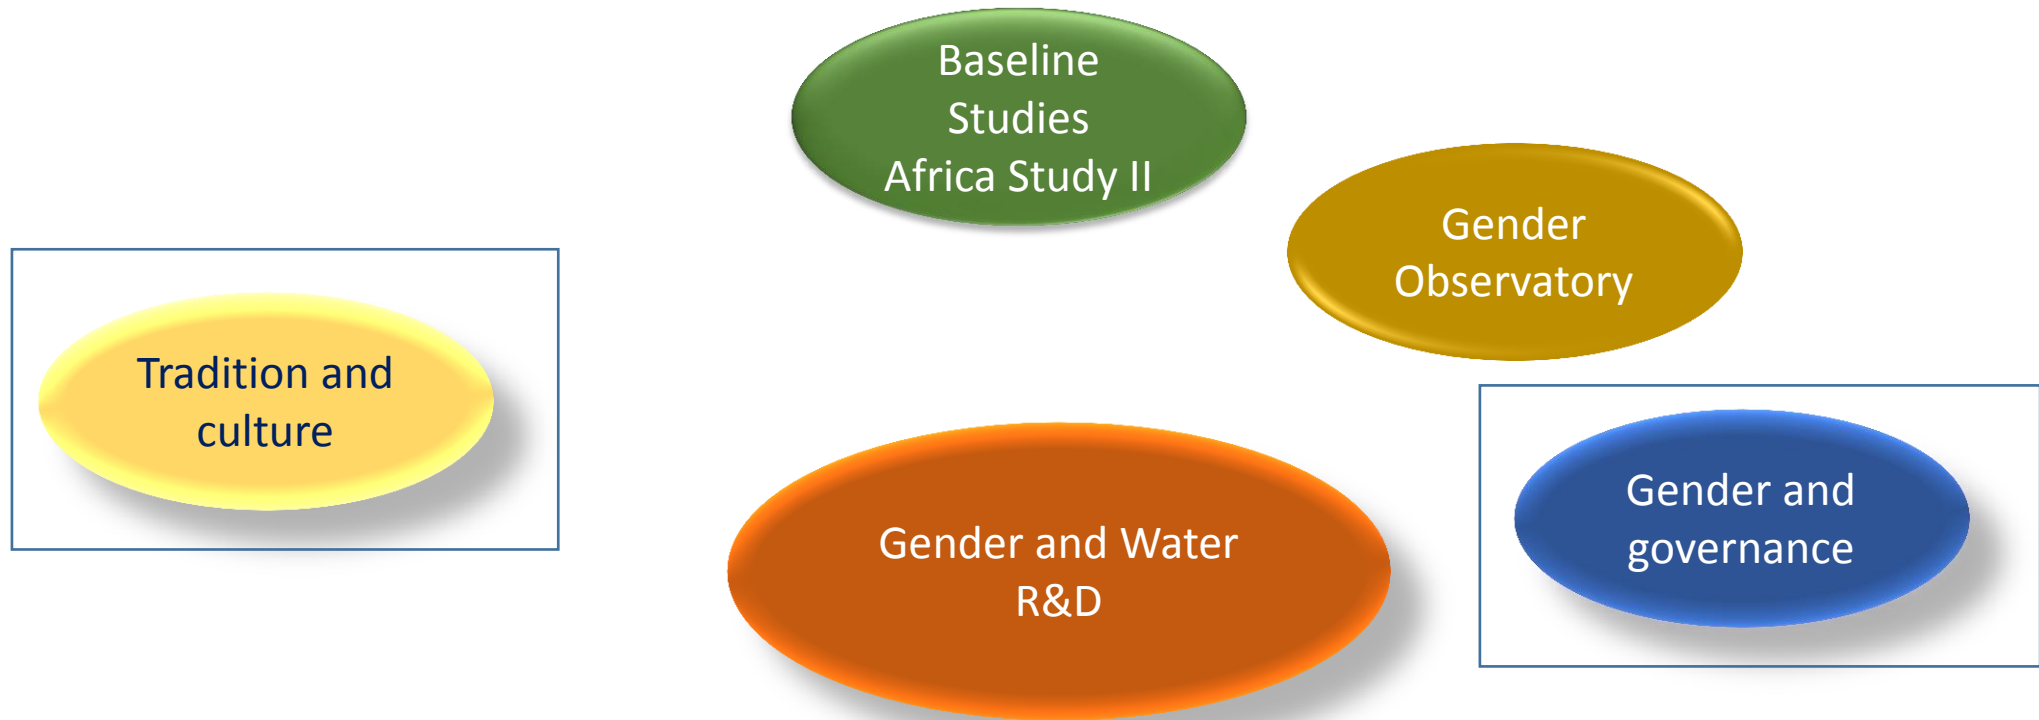 Baseline
Studies
Africa Study II
Gender
Observatory
Tradition and
culture
Gender and Water
R&D
Gender and
governance